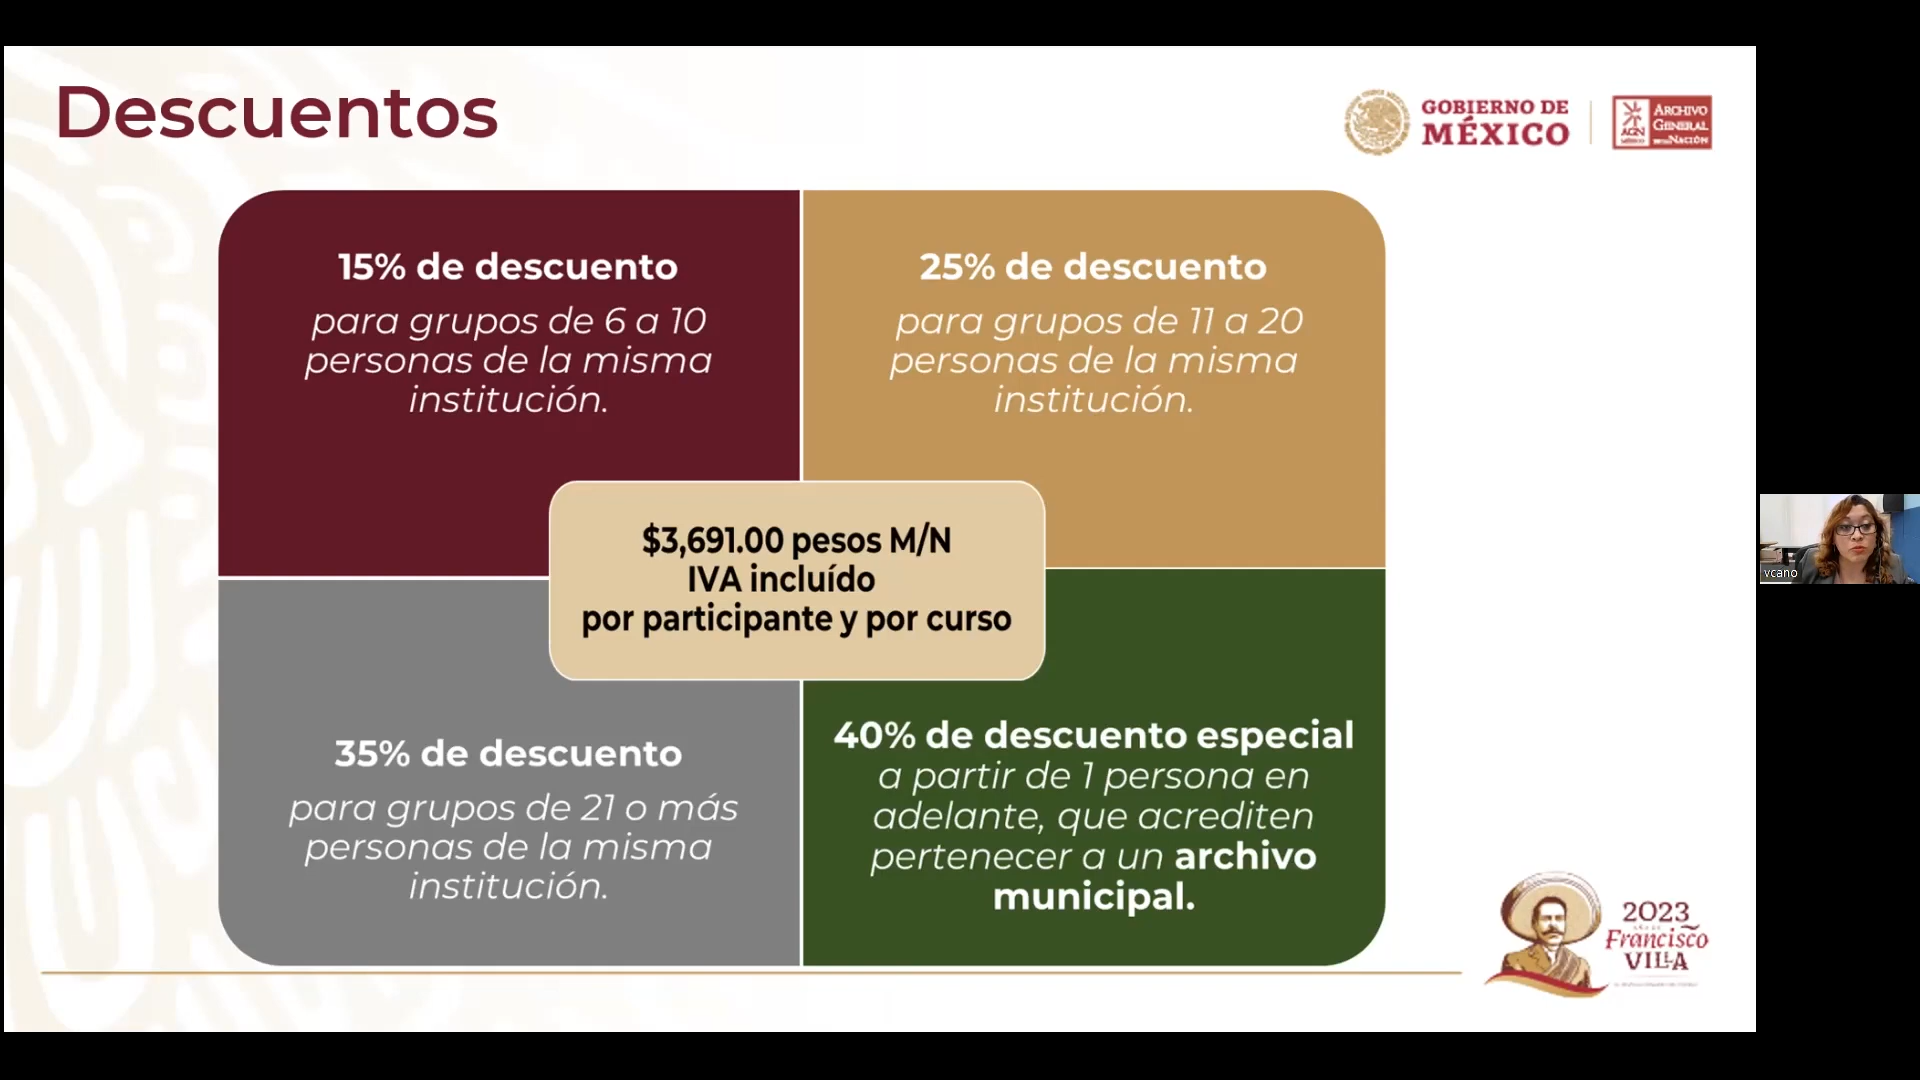 Descuentos
GOBIERNO DE
MÉXICO
AGN
MÉXICO
ARCHIVO
GENERAL
NACIÓN
15% de descuento
para grupos de 6 a 10
personas de la misma
institución.
25% de descuento
para grupos de 11 a 20
personas de la misma
institución.
$3,691.00 pesos M/N
IVA incluído
por participante y por curso
35% de descuento
para grupos de 21 o más
personas de la misma
institución.
40% de descuento especial
a partir de 1 persona en
adelante, que acrediten
pertenecer a un archivo
municipal.
2023
Francisco
VILLA
vcano